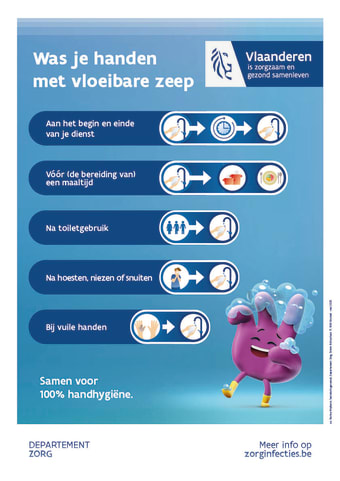 Was je handen
met vloeibare zeep
Vlaanderen
is zorgzaam en
gezond samenleven
Aan het begin en einde
van je dienst
Vóór (de bereiding van)
een maaltijd
Na toiletgebruik
Na hoesten, niezen of snuiten
Bij vuile handen
Samen voor
100% handhygiëne.
DEPARTEMENT
ZORG
Meer info op
zorginfecties.be